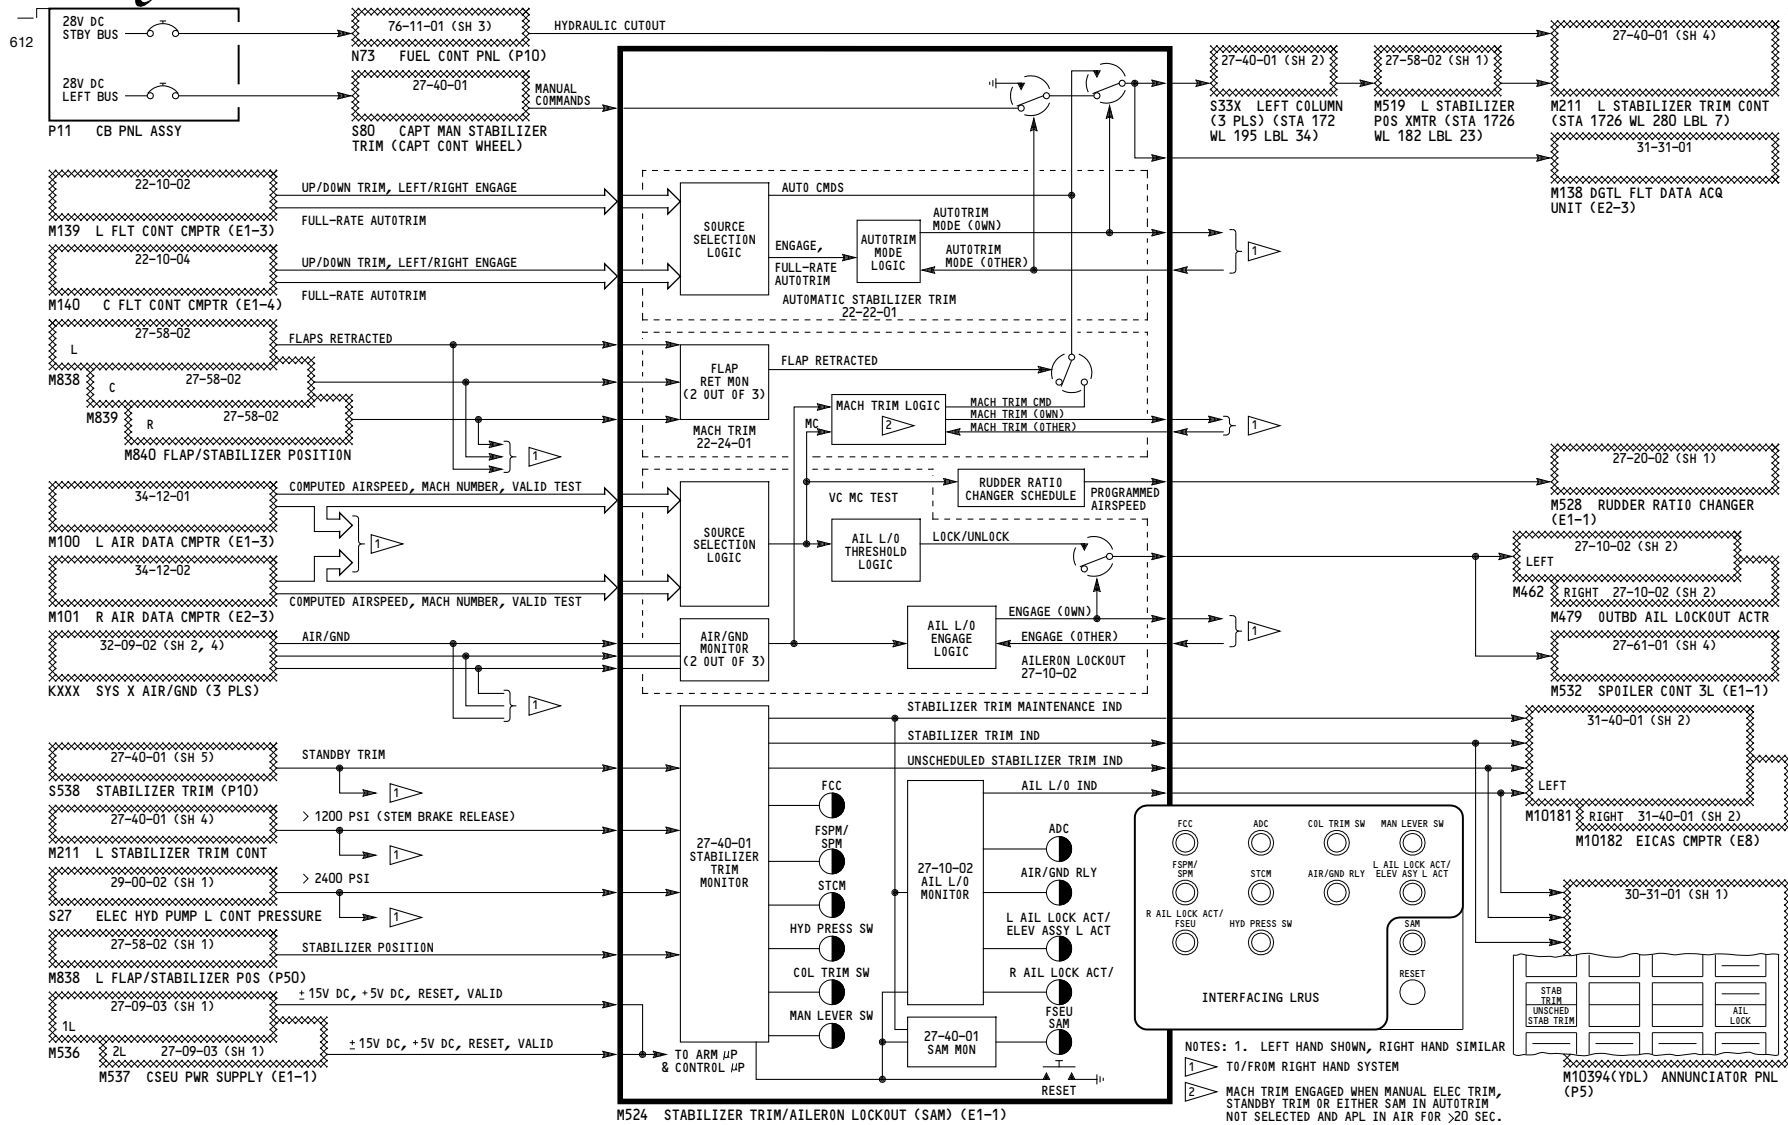 612
28V DC
STBY BUS
28V DC
LEFT BUS
P11 CB PNL ASSY
76-11-01 (SH 3)
N73 FUEL CONT PNL (P10)
HYDRAULIC CUTOUT
27-40-01
MANUAL
COMMANDS
S80 CAPT MAN STABILIZER
TRIM (CAPT CONT WHEEL)
22-10-02
UP/DOWN TRIM, LEFT/RIGHT ENGAGE
FULL-RATE AUTOTRIM
M139 L FLT CONT CMPTR (E1-3)
22-10-04
UP/DOWN TRIM, LEFT/RIGHT ENGAGE
FULL-RATE AUTOTRIM
M140 C FLT CONT CMPTR (E1-4)
27-58-02
L
FLAPS RETRACTED
M838
27-58-02
C
M839
27-58-02
R
M840 FLAP/STABILIZER POSITION
1
34-12-01
COMPUTED AIRSPEED, MACH NUMBER, VALID TEST
M100 L AIR DATA CMPTR (E1-3)
1
34-12-02
COMPUTED AIRSPEED, MACH NUMBER, VALID TEST
M101 R AIR DATA CMPTR (E2-3)
32-09-02 (SH 2, 4)
AIR/GND
KXXX SYS X AIR/GND (3 PLS)
1
27-40-01 (SH 5)
STANDBY TRIM
S538 STABILIZER TRIM (P10)
1
27-40-01 (SH 4)
> 1200 PSI (STEM BRAKE RELEASE)
M211 L STABILIZER TRIM CONT
1
29-00-02 (SH 1)
> 2400 PSI
S27 ELEC HYD PUMP L CONT PRESSURE
1
27-58-02 (SH 1)
STABILIZER POSITION
M838 L FLAP/STABILIZER POS (P50)
27-09-03 (SH 1)
1L
± 15V DC, +5V DC, RESET, VALID
M536
2L 27-09-03 (SH 1)
± 15V DC, +5V DC, RESET, VALID
M537 CSEU PWR SUPPLY (E1-1)
TO ARM µP
& CONTROL µP
SOURCE
SELECTION
LOGIC
AUTO CMDS
ENGAGE,
FULL-RATE
AUTOTRIM
AUTOTRIM
MODE
LOGIC
AUTOTRIM
MODE (OWN)
AUTOTRIM
MODE (OTHER)
AUTOMATIC STABILIZER TRIM
22-22-01
1
FLAP
RET MON
(2 OUT OF 3)
FLAP RETRACTED
MACH TRIM
22-24-01
MC
MACH TRIM LOGIC
2
MACH TRIM CMD
MACH TRIM (OWN)
MACH TRIM (OTHER)
1
SOURCE
SELECTION
LOGIC
VC MC TEST
RUDDER RATIO
CHANGER SCHEDULE
PROGRAMMED
AIRSPEED
AIL L/O
THRESHOLD
LOGIC
LOCK/UNLOCK
AIR/GND
MONITOR
(2 OUT OF 3)
AIL L/O
ENGAGE
LOGIC
ENGAGE (OWN)
ENGAGE (OTHER)
AILERON LOCKOUT
27-10-02
1
STABILIZER TRIM MAINTENANCE IND
STABILIZER TRIM IND
UNSCHEDULED STABILIZER TRIM IND
AIL L/O IND
27-40-01
STABILIZER
TRIM
MONITOR
FCC
FSPM/
SPM
STCM
HYD PRESS SW
COL TRIM SW
MAN LEVER SW
27-10-02
AIL L/O
MONITOR
ADC
AIR/GND RLY
L AIL LOCK ACT/
ELEV ASSY L ACT
R AIL LOCK ACT/
FSEU
SAM
27-40-01
SAM MON
RESET
M524 STABILIZER TRIM/AILERON LOCKOUT (SAM) (E1-1)
27-40-01 (SH 2)
S33X LEFT COLUMN
(3 PLS) (STA 172
WL 195 LBL 34)
27-58-02 (SH 1)
M519 L STABILIZER
POS XMTR (STA 1726
WL 182 LBL 23)
27-40-01 (SH 4)
M211 L STABILIZER TRIM CONT
(STA 1726 WL 280 LBL 7)
31-31-01
M138 DGTL FLT DATA ACQ
UNIT (E2-3)
27-20-02 (SH 1)
M528 RUDDER RATIO CHANGER
(E1-1)
27-10-02 (SH 2)
LEFT
M462
RIGHT 27-10-02 (SH 2)
M479 OUTBD AIL LOCKOUT ACTR
27-61-01 (SH 4)
M532 SPOILER CONT 3L (E1-1)
31-40-01 (SH 2)
LEFT
M10181
RIGHT 31-40-01 (SH 2)
M10182 EICAS CMPTR (E8)
30-31-01 (SH 1)
STAB
TRIM
UNSCHED
STAB TRIM
AIL
LOCK
M10394(YDL) ANNUNCIATOR PNL
(P5)
FCC
ADC
COL TRIM SW
MAN LEVER SW
FSPM/
SPM
STCM
AIR/GND RLY
L AIL LOCK ACT/
ELEV ASY L ACT
R AIL LOCK ACT/
FSEU
HYD PRESS SW
SAM
RESET
INTERFACING LRUS
NOTES: 1. LEFT HAND SHOWN, RIGHT HAND SIMILAR
1 TO/FROM RIGHT HAND SYSTEM
2 MACH TRIM ENGAGED WHEN MANUAL ELEC TRIM,
STANDBY TRIM OR EITHER SAM IN AUTOTRIM
NOT SELECTED AND APL IN AIR FOR >20 SEC.